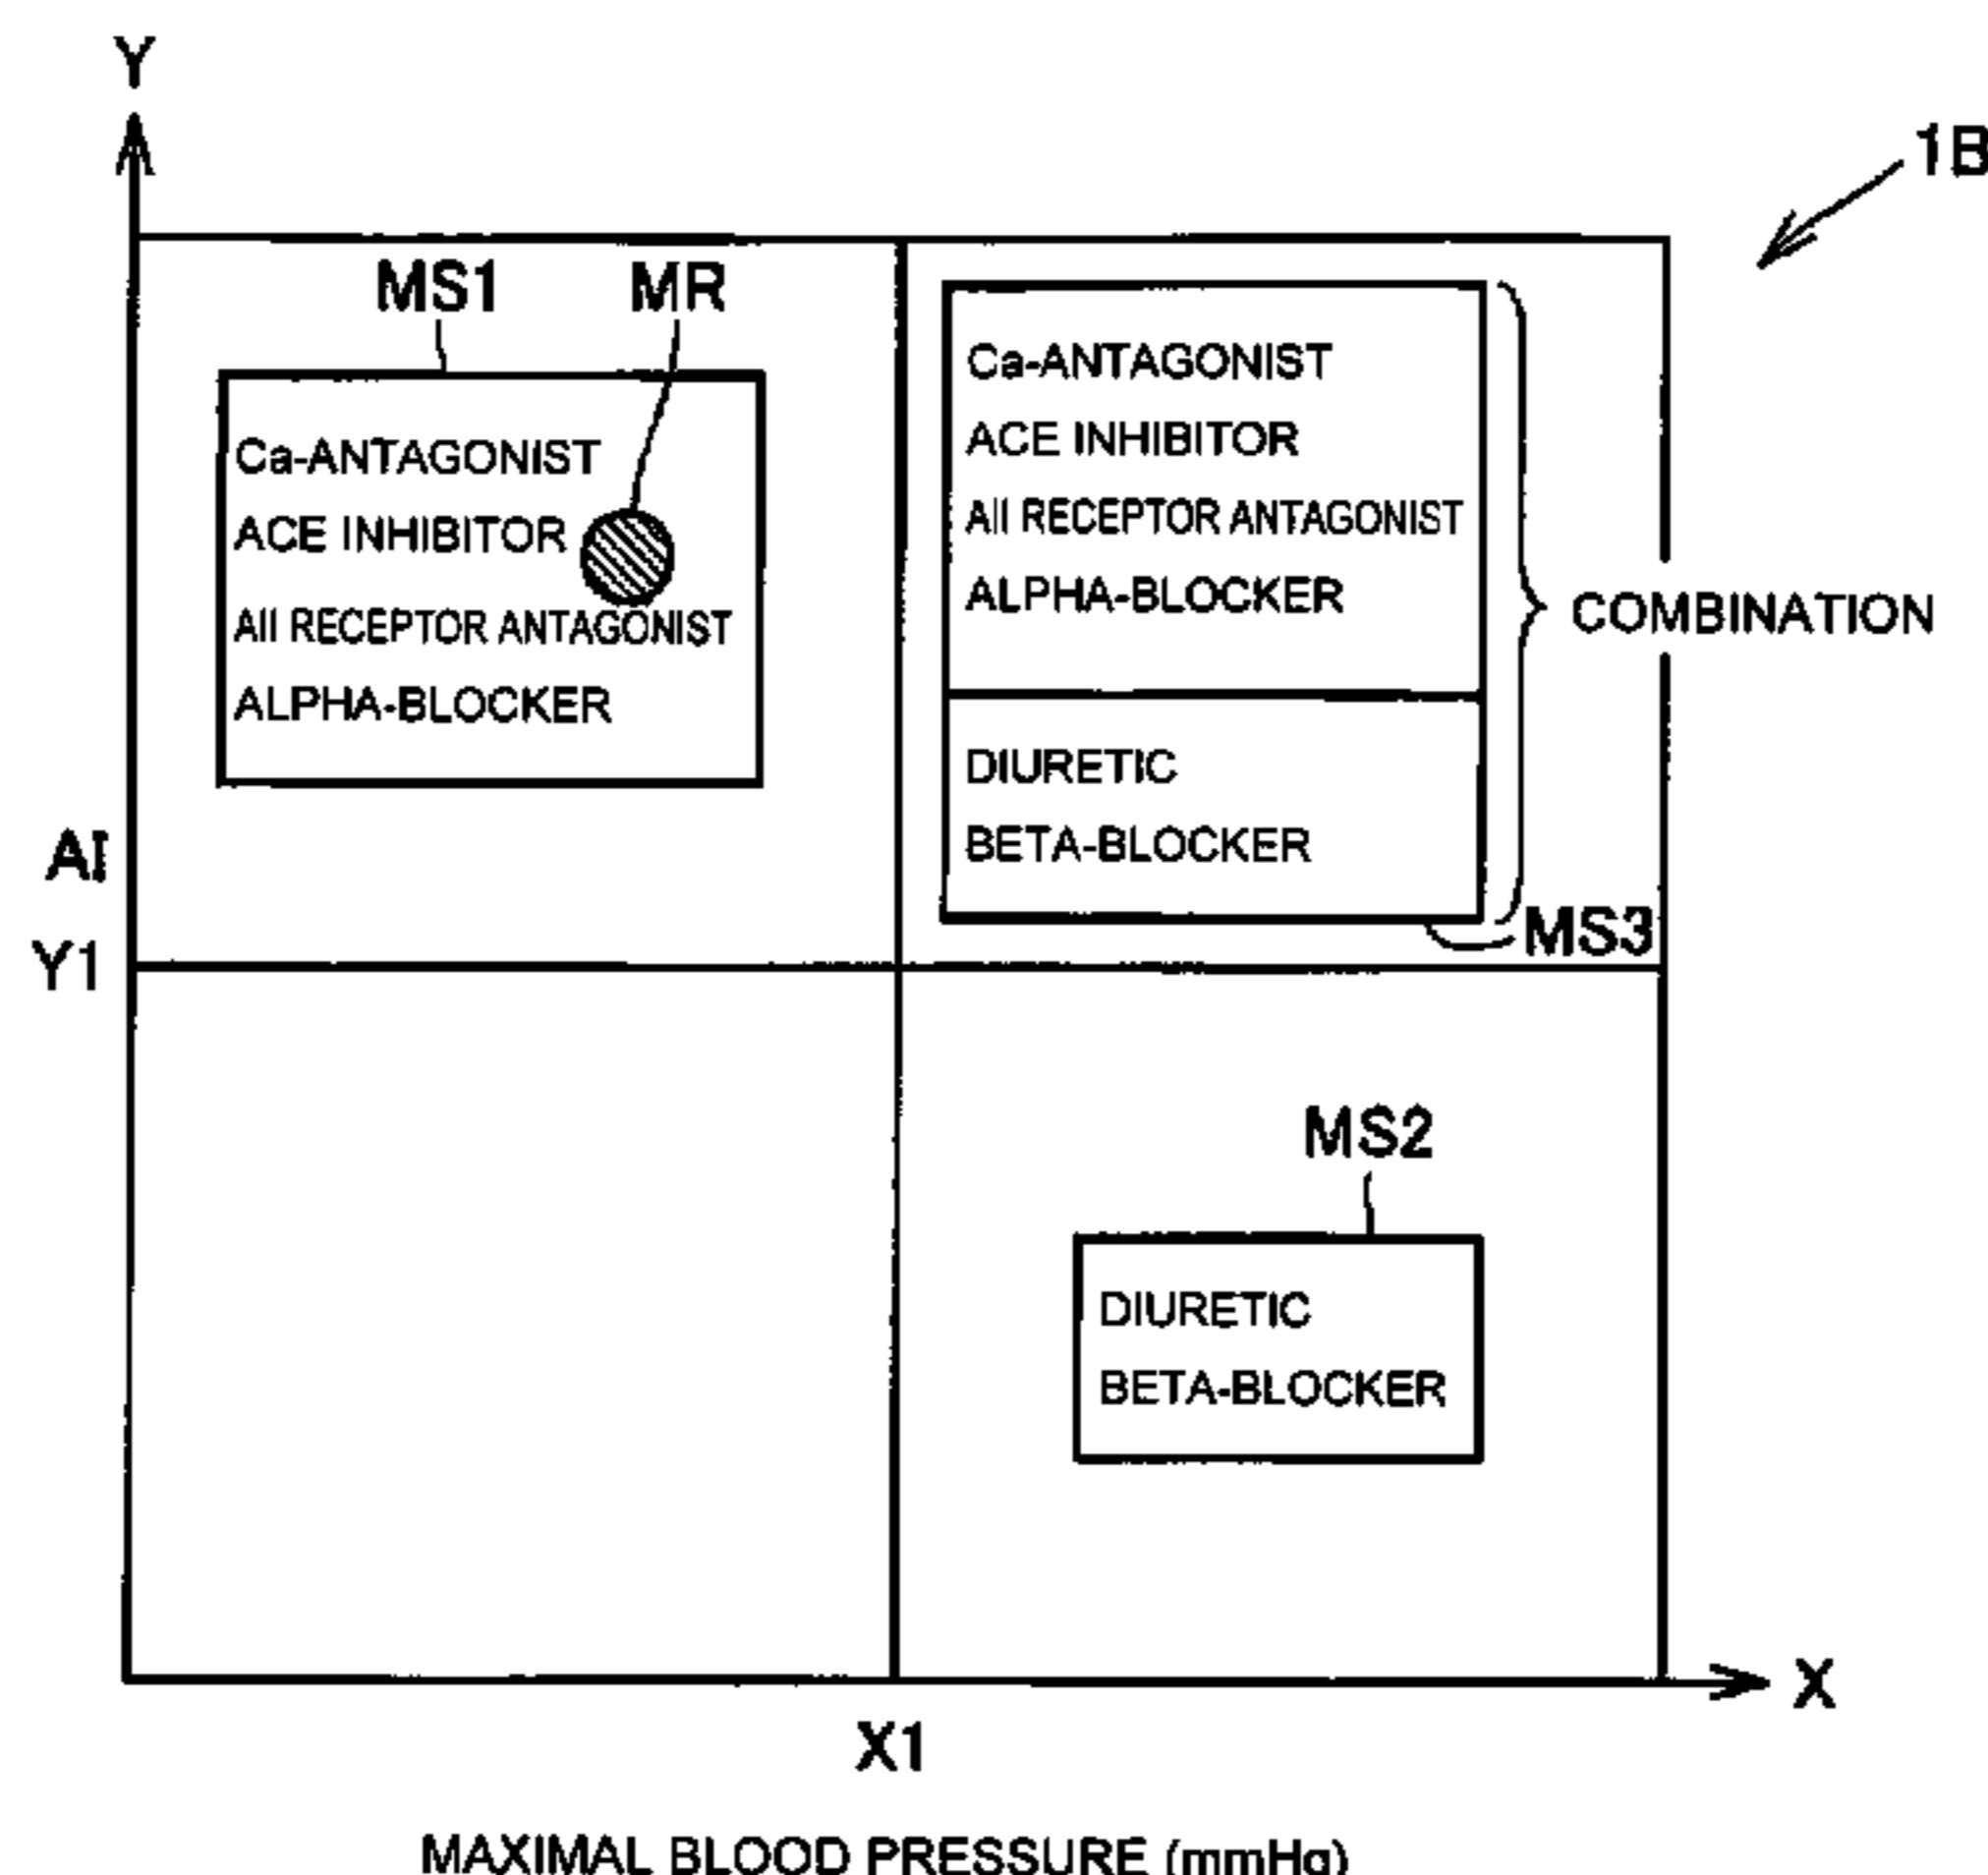 Y
1B
MS1
MR
Ca-ANTAGONIST
ACE INHIBITOR
AII RECEPTOR ANTAGONIST
ALPHA-BLOCKER
Ca-ANTAGONIST
ACE INHIBITOR
AII RECEPTOR ANTAGONIST
ALPHA-BLOCKER
COMBINATION
DIURETIC
BETA-BLOCKER
MS3
AI
Y1
MS2
DIURETIC
BETA-BLOCKER
X
X1
MAXIMAL BLOOD PRESSURE (mmHg)